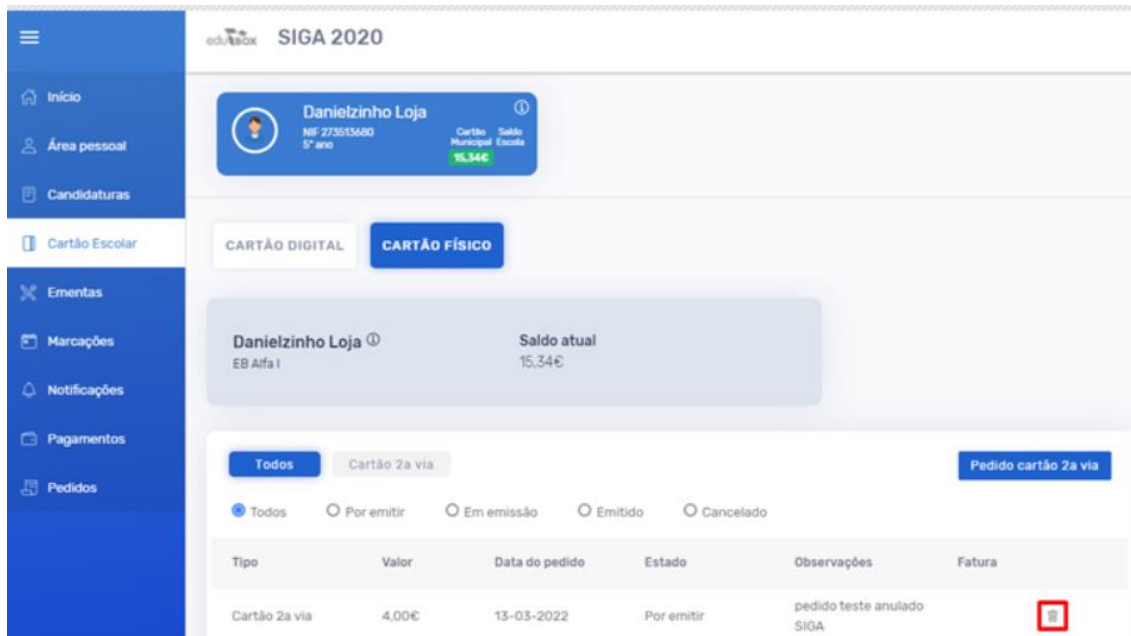 edubox SIGA 2020
Início
Área pessoal
Candidaturas
Cartão Escolar
Ementas
Marcações
Notificações
Pagamentos
Pedidos
Danielzinho Loja
NIF 273513680
5º ano
Cartão Municipal
Saldo Escola
15,34€
CARTÃO DIGITAL CARTÃO FÍSICO
Danielzinho Loja Saldo atual
EB Alfa I 15,34€
Todos Cartão 2a via Pedido cartão 2a via
Todos Por emitir Em emissão Emitido Cancelado
Tipo Valor Data do pedido Estado Observações Fatura
Cartão 2a via 4,00€ 13-03-2022 Por emitir pedido teste anulado
SIGA